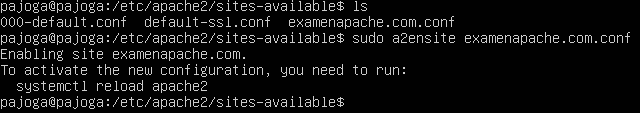 pajoga@pajoga:/etc/apache2/sites-available$ ls
000-default.conf  default-ssl.conf  examenapache.com.conf
pajoga@pajoga:/etc/apache2/sites-available$ sudo a2ensite examenapache.com.conf
Enabling site examenapache.com.
To activate the new configuration, you need to run:
  systemctl reload apache2
pajoga@pajoga:/etc/apache2/sites-available$